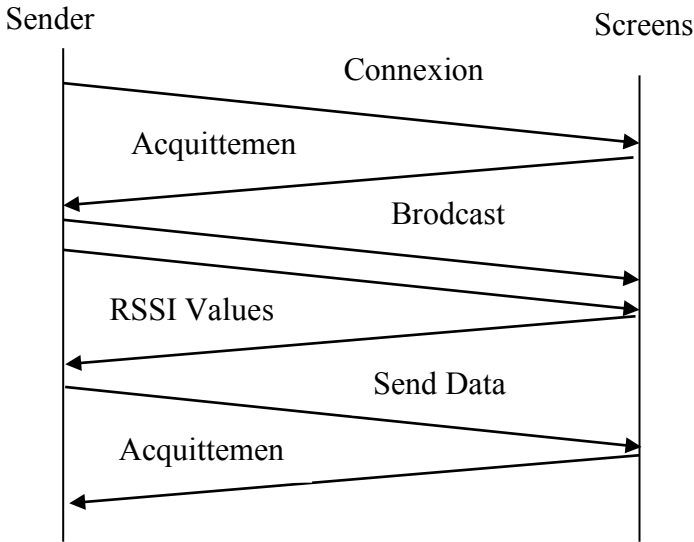 Sender
Screens
Connexion
Acquittemen
Brodcast
RSSI Values
Send Data
Acquittemen